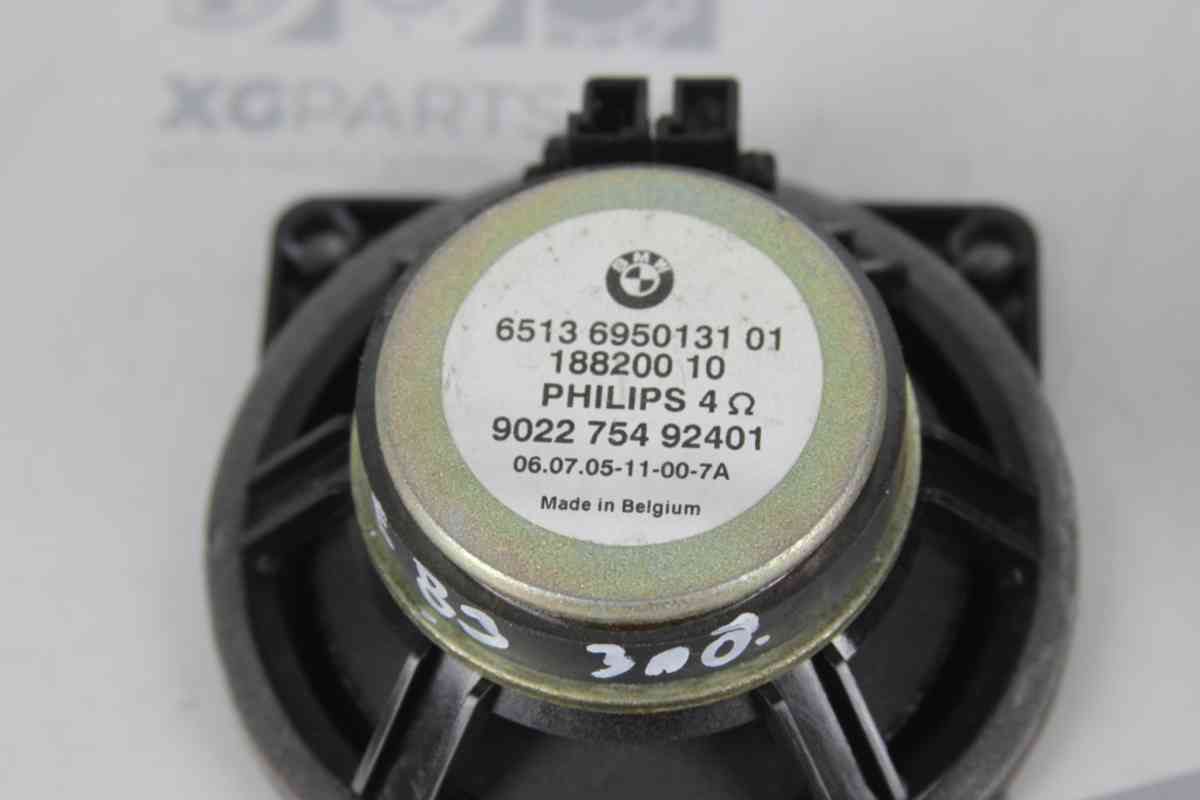 XGPARTS
BMW
6513 6950131 01
188200 10
PHILIPS 4 Ω
9022 754 92401
06.07.05-11-00-7A
Made in Belgium